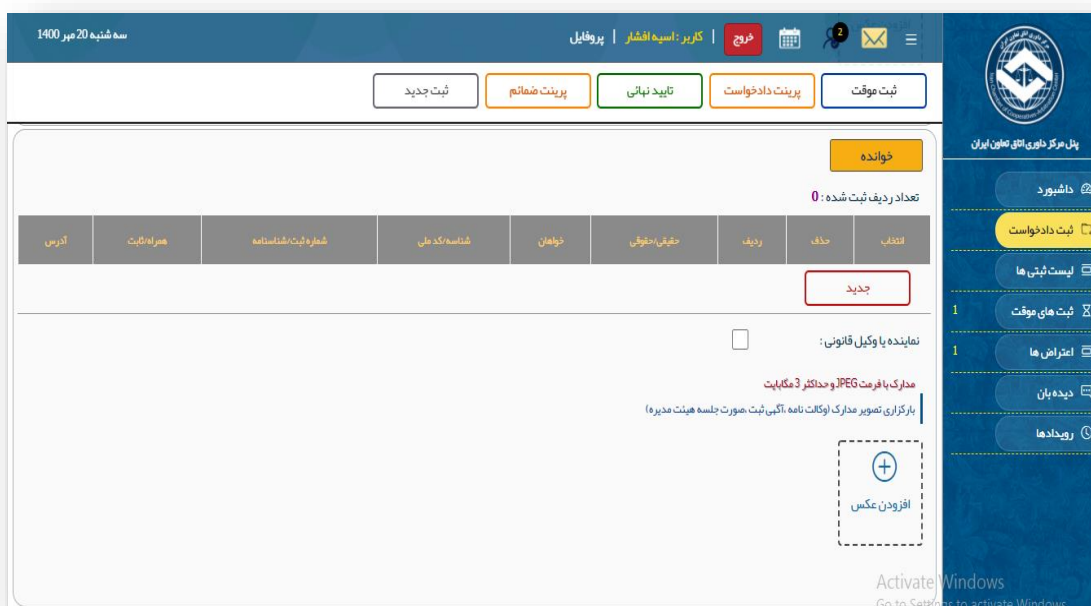 سه شنبه 20 مهر 1400
پروفایل | کاربر : اسیه افشار | خروج
2
ثبت موقت
پرینت دادخواست
تایید نهائی
پرینت ضمائم
ثبت جدید
پنل مرکز داوری اتاق تعاون ایران
داشبورد
ثبت دادخواست
لیست ثبتی ها
ثبت های موقت 1
اعتراض ها 1
دیده بان
رویدادها
خوانده
تعداد ردیف ثبت شده : 0
انتخاب حذف ردیف حقیقی/حقوقی خواهان شناسه/کد ملی شماره ثبت/شناسنامه همراه/ثابت آدرس
جدید
نماینده یا وکیل قانونی :
مدارک با فرمت JPEG و حداکثر 3 مگابایت
بارکزاری تصویر مدارک (وکالت نامه ،آگهی ثبت ،صورت جلسه هیئت مدیره)
افزودن عکس
Activate Windows
Go to Settings to activate Windows.